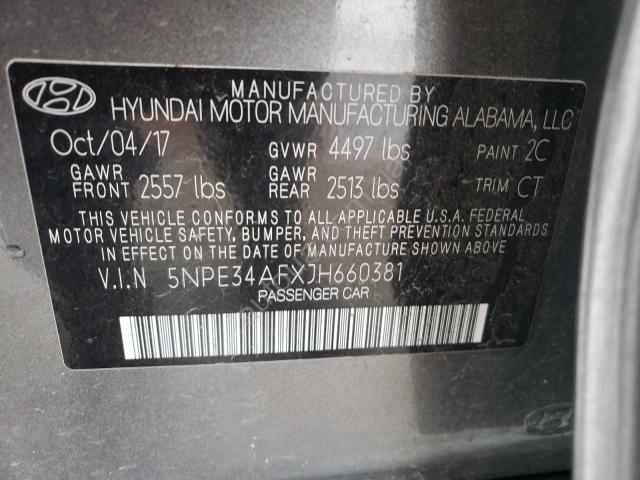 MANUFACTURED BY
HYUNDAI MOTOR MANUFACTURING ALABAMA, LLC
Oct/04/17 GVWR 4497 lbs PAINT 2C
GAWR FRONT 2557 lbs GAWR REAR 2513 lbs TRIM CT
THIS VEHICLE CONFORMS TO ALL APPLICABLE U.S.A. FEDERAL
MOTOR VEHICLE SAFETY, BUMPER, AND THEFT PREVENTION STANDARDS
IN EFFECT ON THE DATE OF MANUFACTURE SHOWN ABOVE.
V.I.N 5NPE34AFXJH660381
PASSENGER CAR